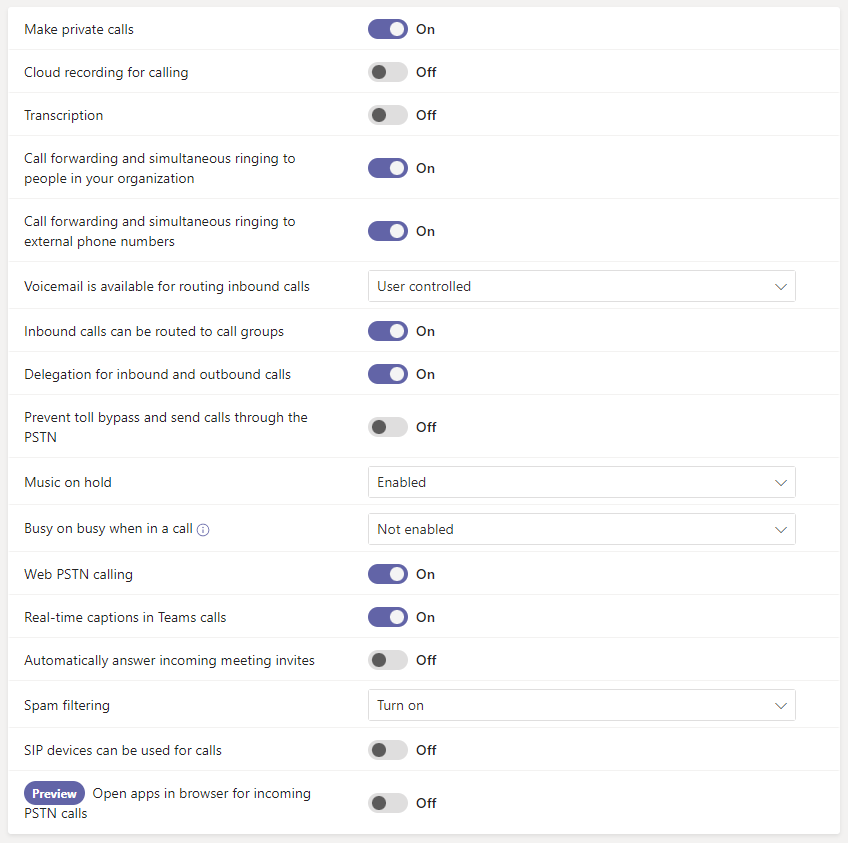 Make private calls On
Cloud recording for calling Off
Transcription Off
Call forwarding and simultaneous ringing to
people in your organization On
Call forwarding and simultaneous ringing to
external phone numbers On
Voicemail is available for routing inbound calls User controlled
Inbound calls can be routed to call groups On
Delegation for inbound and outbound calls On
Prevent toll bypass and send calls through the
PSTN Off
Music on hold Enabled
Busy on busy when in a call Not enabled
Web PSTN calling On
Real-time captions in Teams calls On
Automatically answer incoming meeting invites Off
Spam filtering Turn on
SIP devices can be used for calls Off
Preview Open apps in browser for incoming
PSTN calls Off